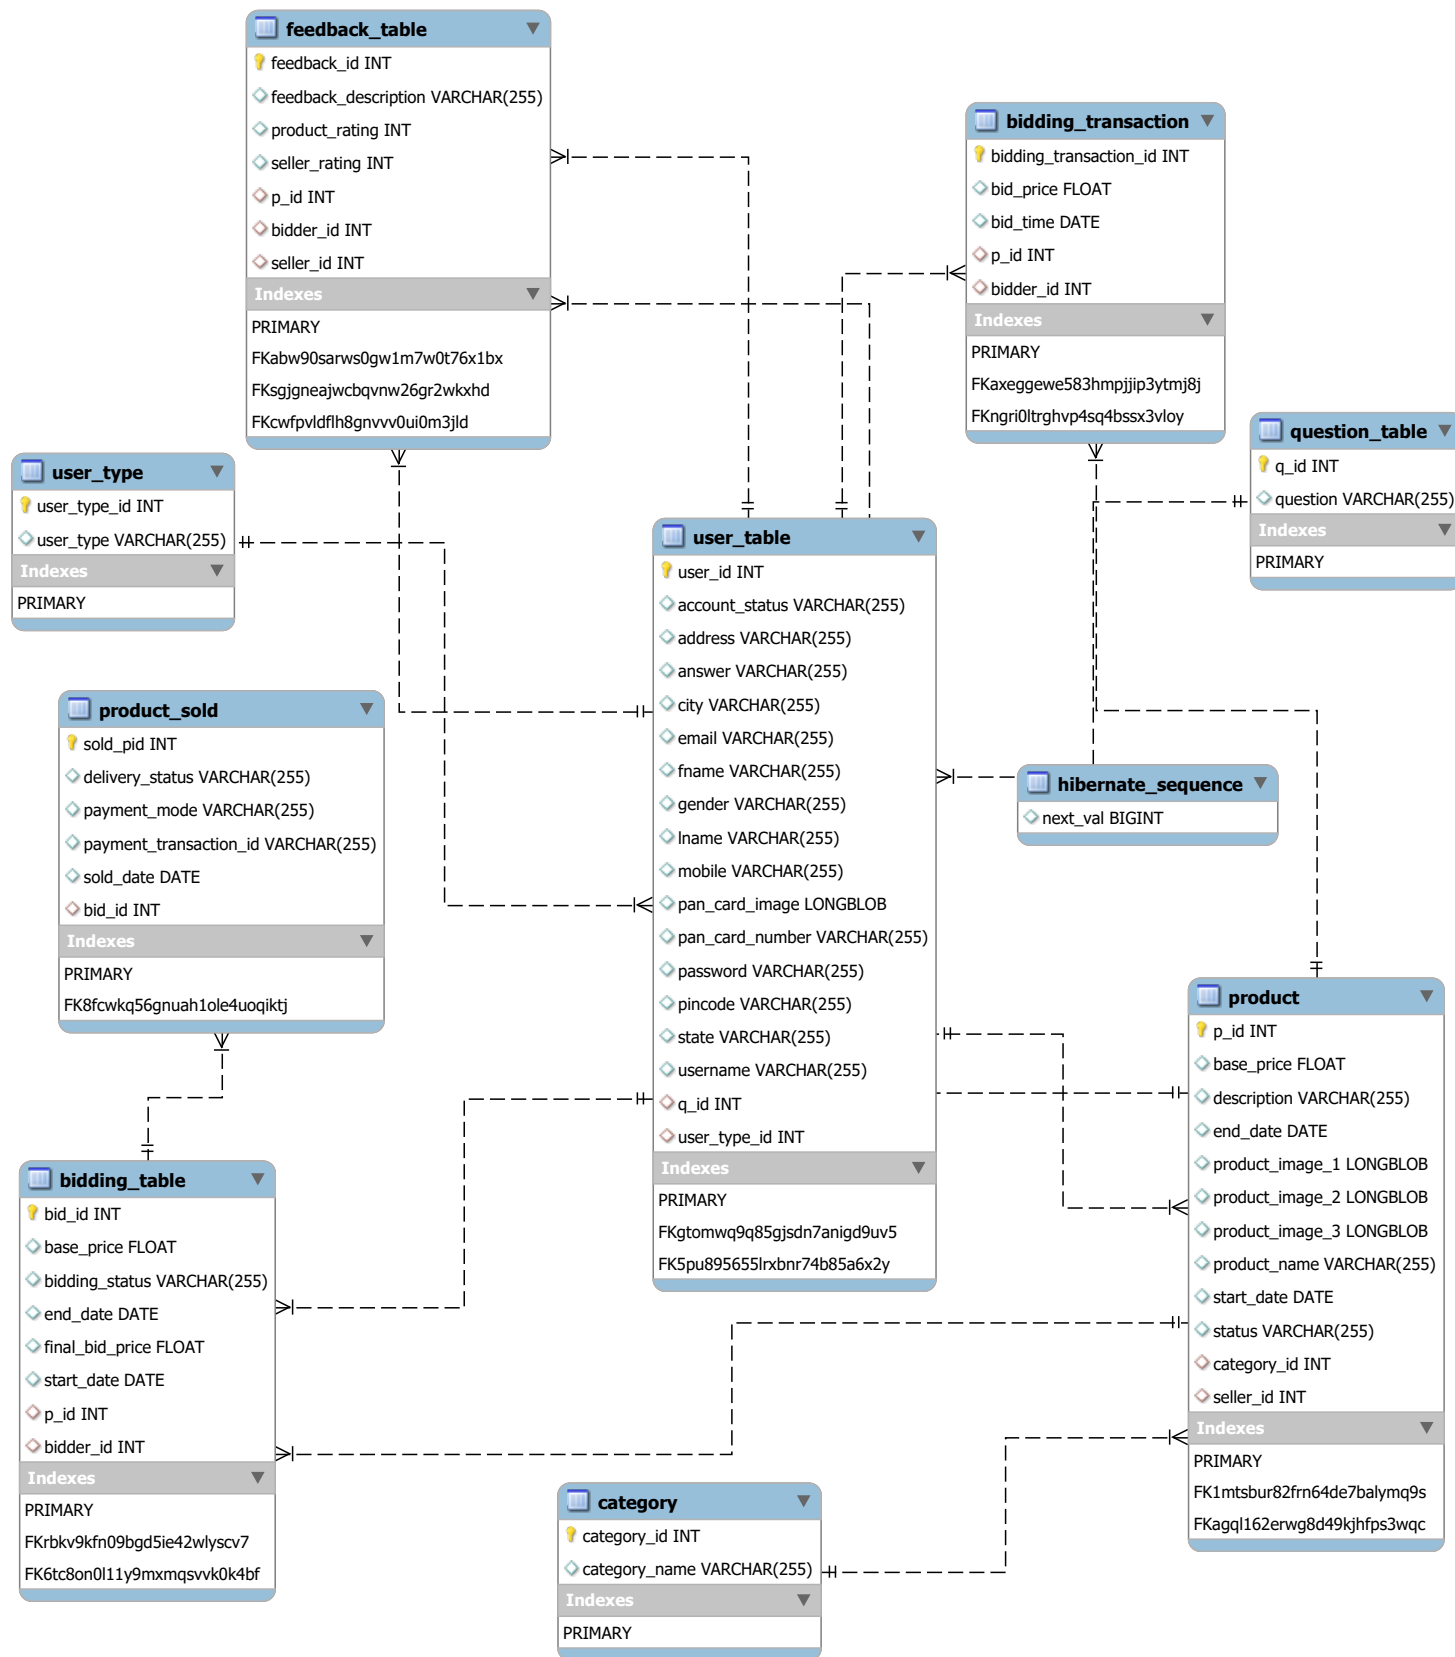 feedback_table
feedback_id INT
feedback_description VARCHAR(255)
product_rating INT
seller_rating INT
p_id INT
bidder_id INT
seller_id INT
Indexes
PRIMARY
FKabw90sarws0gw1m7w0t76x1bx
FKsgjgneajwcbqvnw26gr2wkxhd
FKcwfpvldflh8gnvvv0ui0m3jld
bidding_transaction
bidding_transaction_id INT
bid_price FLOAT
bid_time DATE
p_id INT
bidder_id INT
Indexes
PRIMARY
FKaxeggewe583hmpjjip3ytmj8j
FKngri0ltrghvp4sq4bssx3vloy
question_table
q_id INT
question VARCHAR(255)
Indexes
PRIMARY
user_type
user_type_id INT
user_type VARCHAR(255)
Indexes
PRIMARY
user_table
user_id INT
account_status VARCHAR(255)
address VARCHAR(255)
answer VARCHAR(255)
city VARCHAR(255)
email VARCHAR(255)
fname VARCHAR(255)
gender VARCHAR(255)
lname VARCHAR(255)
mobile VARCHAR(255)
pan_card_image LONGBLOB
pan_card_number VARCHAR(255)
password VARCHAR(255)
pincode VARCHAR(255)
state VARCHAR(255)
username VARCHAR(255)
q_id INT
user_type_id INT
Indexes
PRIMARY
FKgtomwq9q85gjsdn7anigd9uv5
FK5pu895655lrxbnr74b85a6x2y
product_sold
sold_pid INT
delivery_status VARCHAR(255)
payment_mode VARCHAR(255)
payment_transaction_id VARCHAR(255)
sold_date DATE
bid_id INT
Indexes
PRIMARY
FK8fcwkq56gnuah1ole4uoqiktj
hibernate_sequence
next_val BIGINT
product
p_id INT
base_price FLOAT
description VARCHAR(255)
end_date DATE
product_image_1 LONGBLOB
product_image_2 LONGBLOB
product_image_3 LONGBLOB
product_name VARCHAR(255)
start_date DATE
status VARCHAR(255)
category_id INT
seller_id INT
Indexes
PRIMARY
FK1mtsbur82frn64de7balymq9s
FKagql162erwg8d49kjhfps3wqc
bidding_table
bid_id INT
base_price FLOAT
bidding_status VARCHAR(255)
end_date DATE
final_bid_price FLOAT
start_date DATE
p_id INT
bidder_id INT
Indexes
PRIMARY
FKrbkv9kfn09bgd5ie42wlyscv7
FK6tc8on0l11y9mxmqsvvk0k4bf
category
category_id INT
category_name VARCHAR(255)
Indexes
PRIMARY